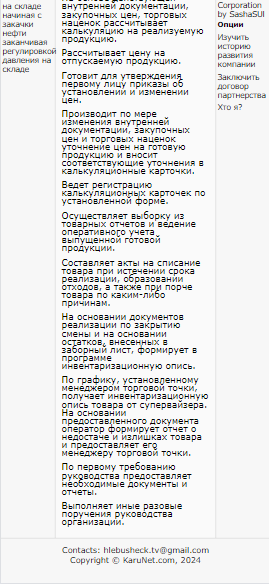 на складе
начиная с
закачки
нефти
заканчивая
регулировкой
давления на
складе
внутренней документации,
закупочных цен, торговых
наценок рассчитывает
калькуляцию на реализуемую
продукцию.
Рассчитывает цену на
отпускаемую продукцию.
Готовит для утверждения
первому лицу приказы об
установлении и изменении
цен.
Производит по мере
изменения внутренней
документации, закупочных
цен и торговых наценок
уточнение цен на готовую
продукцию и вносит
соответствующие уточнения в
калькуляционные карточки.
Ведет регистрацию
калькуляционных карточек по
установленной форме.
Осуществляет выборку из
товарных отчетов и ведение
оперативного учета
выпущенной готовой
продукции.
Составляет акты на списание
товара при истечении срока
реализации, образовании
отходов, а также при порче
товара по каким-либо
причинам.
На основании документов
реализации по закрытию
смены и на основании
остатков, внесенных в
заборный лист, формирует в
программе
инвентаризационную опись.
По графику, установленному
менеджером торговой точки,
получает инвентаризационную
опись товара от супервайзера.
На основании
предоставленного документа
оператор формирует отчет о
недостаче и излишках товара
и предоставляет его
менеджеру торговой точки.
По первому требованию
руководства предоставляет
необходимые документы и
отчеты.
Выполняет иные разовые
поручения руководства
организации.
Corporation
by SashaSUI
Опции
Изучить
историю
развития
компании
Заключить
договор
партнерства
Кто я?
Contacts: hlebusheck.tv@gmail.com
Copyright © KaruNet.com, 2024